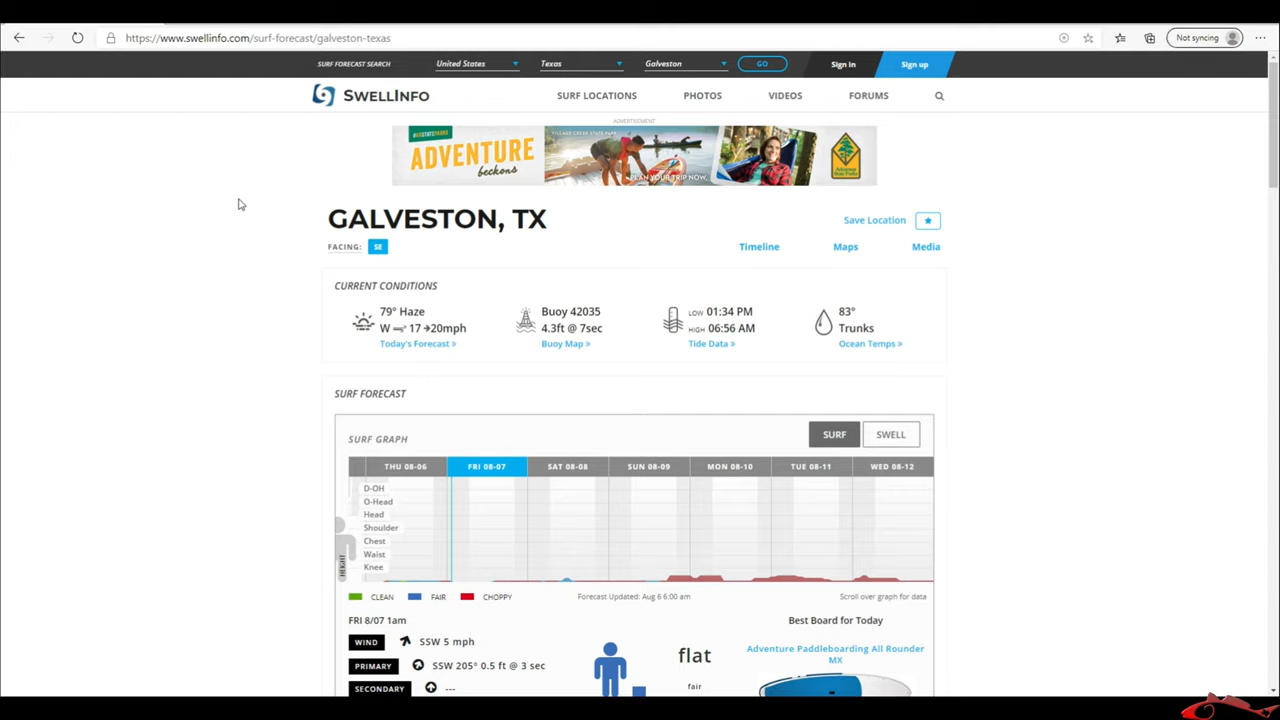 https://www.swellinfo.com/surf-forecast/galveston-texas
Not syncing
SURF FORECAST SEARCH
United States
Texas
Galveston
GO
Sign in
Sign up
SWELLINFO
SURF LOCATIONS
PHOTOS
VIDEOS
FORUMS
ADVERTISEMENT
ADVENTURE
beckons
VILLAGE CREEK STATE PARK
PLAN YOUR TRIP NOW.
GALVESTON, TX
Save Location
FACING: SE
Timeline
Maps
Media
CURRENT CONDITIONS
79° Haze
W 17 20mph
Today's Forecast »
Buoy 42035
4.3ft @ 7sec
Buoy Map »
LOW 01:34 PM
HIGH 06:56 AM
Tide Data »
83°
Trunks
Ocean Temps »
SURF FORECAST
SURF GRAPH
SURF
SWELL
THU 08-06
FRI 08-07
SAT 08-08
SUN 08-09
MON 08-10
TUE 08-11
WED 08-12
D-OH
O-Head
Head
Shoulder
Chest
Waist
Knee
HEIGHT
CLEAN
FAIR
CHOPPY
Forecast Updated: Aug 6 6:00 am
Scroll over graph for data
FRI 8/07 1am
WIND SSW 5 mph
PRIMARY SSW 205° 0.5 ft @ 3 sec
SECONDARY ---
flat
fair
Best Board for Today
Adventure Paddleboarding All Rounder
MX